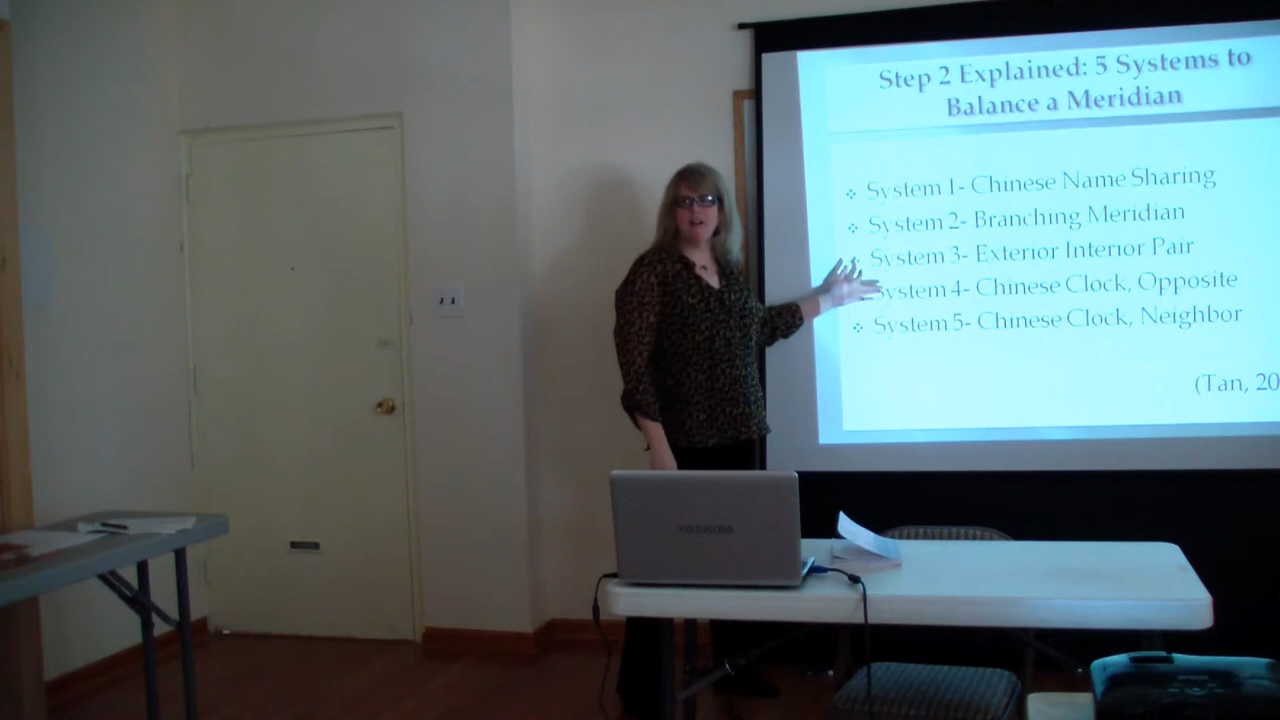 Step 2 Explained: 5 Systems to
Balance a Meridian
System 1- Chinese Name Sharing
System 2- Branching Meridian
System 3- Exterior Interior Pair
System 4- Chinese Clock, Opposite
System 5- Chinese Clock, Neighbor
(Tan, 20
TOSHIBA